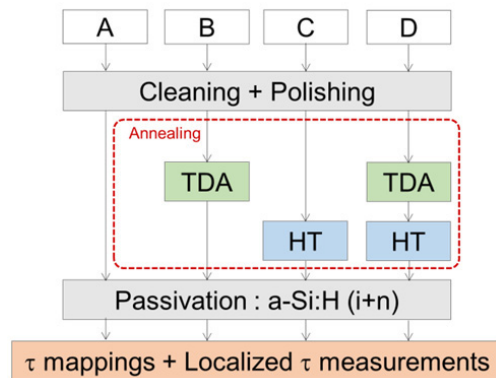 A B C D
Cleaning + Polishing
Annealing
TDA TDA
HT HT
Passivation : a-Si:H (i+n)
τ mappings + Localized τ measurements